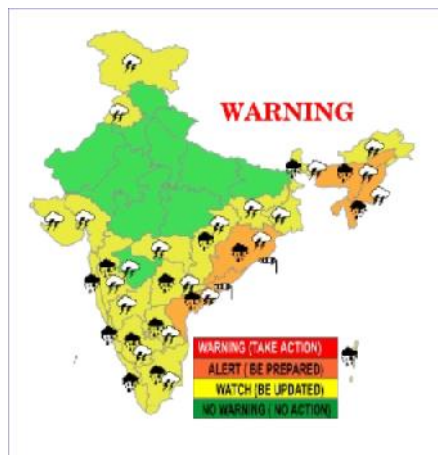 WARNING
WARNING (TAKE ACTION)
ALERT ( BE PREPARED)
WATCH (BE UPDATED)
NO WARNING ( NO ACTION)